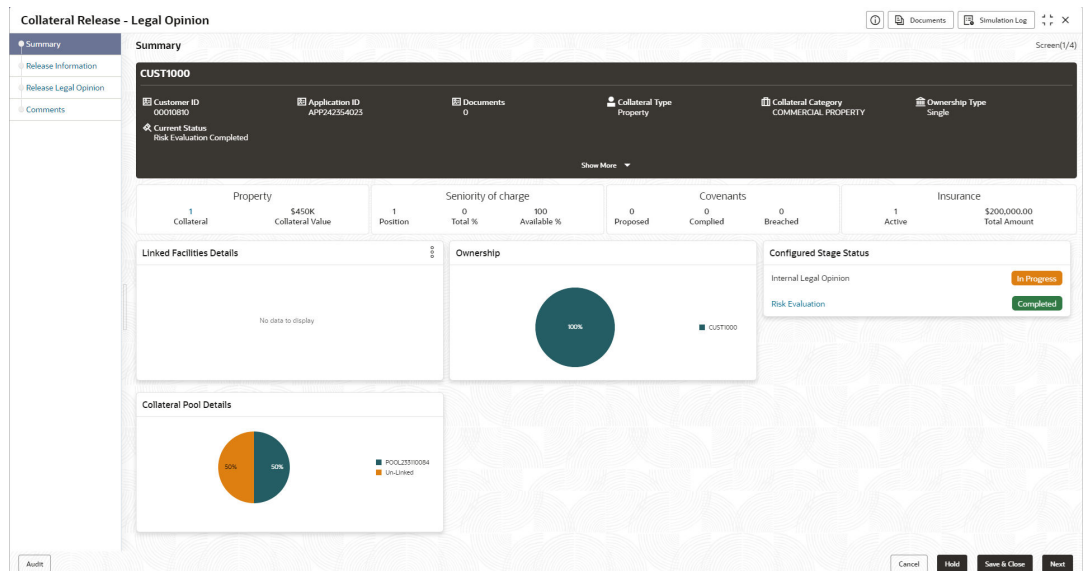 Collateral Release - Legal Opinion
Documents
Simulation Log
Summary
Release Information
Release Legal Opinion
Comments
Summary
Screen(1/4)
CUST1000
Customer ID
00010810
Application ID
APP242354023
Documents
0
Collateral Type
Property
Collateral Category
COMMERCIAL PROPERTY
Ownership Type
Single
Current Status
Risk Evaluation Completed
Show More
Property
1
Collateral
$450K
Collateral Value
Seniority of charge
1
Position
0
Total %
100
Available %
Covenants
0
Proposed
0
Complied
0
Breached
Insurance
1
Active
$200,000.00
Total Amount
Linked Facilities Details
No data to display
Ownership
100%
CUST1000
Configured Stage Status
Internal Legal Opinion
In Progress
Risk Evaluation
Completed
Collateral Pool Details
50%
50%
POOL233110084
Un-Linked
Audit
Cancel
Hold
Save & Close
Next